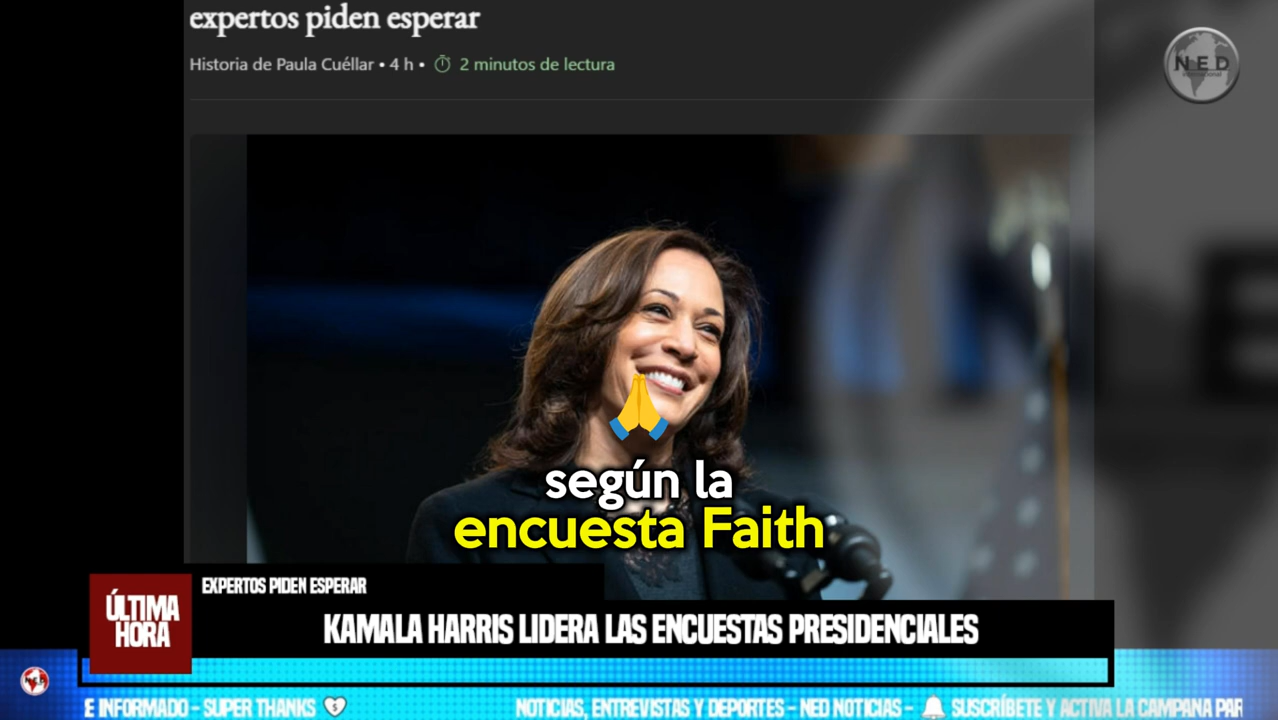 expertos piden esperar
Historia de Paula Cuéllar • 4 h • 2 minutos de lectura
NED
internacional
según la
encuesta Faith
EXPERTOS PIDEN ESPERAR
ÚLTIMA
HORA
KAMALA HARRIS LIDERA LAS ENCUESTAS PRESIDENCIALES
E INFORMADO - SUPER THANKS
NOTICIAS, ENTREVISTAS Y DEPORTES - NED NOTICIAS -
SUSCRÍBETE Y ACTIVA LA CAMPANA PAR